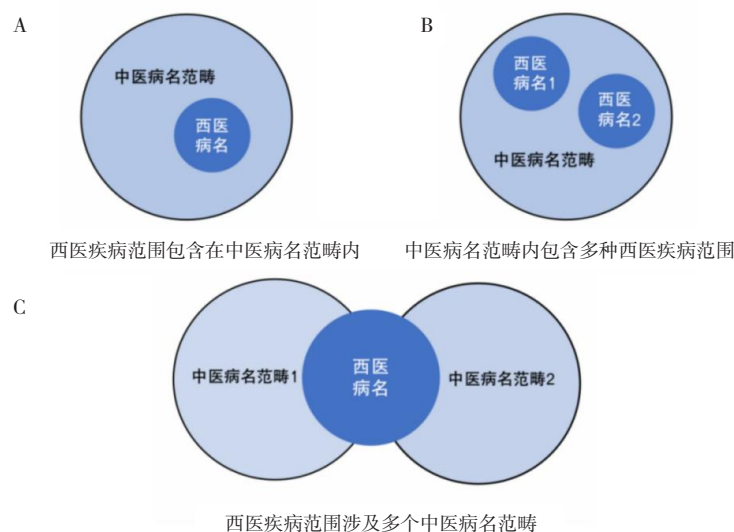 A
中医病名范畴
西医
病名
西医疾病范围包含在中医病名范畴内
B
西医
病名1
西医
病名2
中医病名范畴
中医病名范畴内包含多种西医疾病范围
C
中医病名范畴1
西医
病名
中医病名范畴2
西医疾病范围涉及多个中医病名范畴